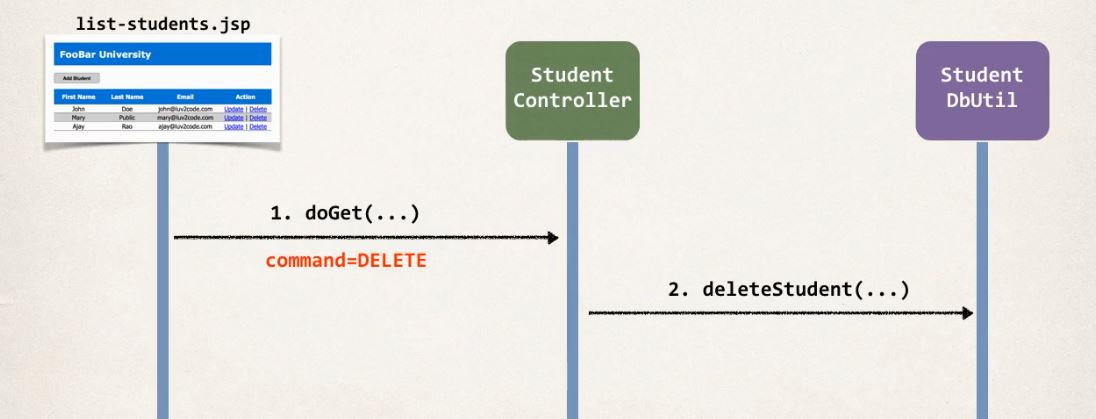 list-students.jsp
FooBar University
Add Student
First Name Last Name Email Action
John Doe john@luv2code.com Update | Delete
Mary Public mary@luv2code.com Update | Delete
Ajay Rao ajay@luv2code.com Update | Delete
Student
Controller
Student
DbUtil
1. doGet(...)
command=DELETE
2. deleteStudent(...)